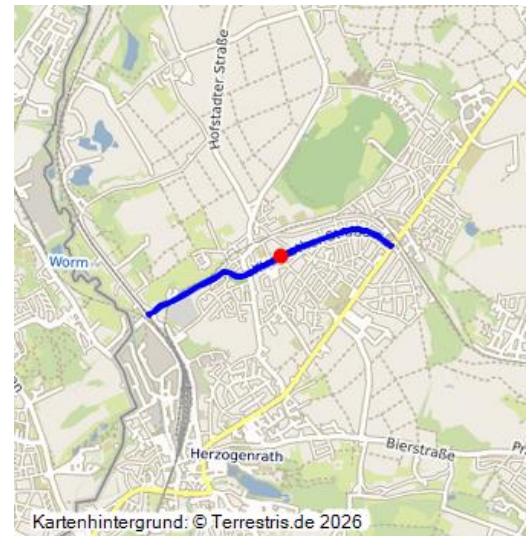 Hofstadter Straße
Worm
Herzogenrath
Bierstraße
Kartenhintergrund: © Terrestris.de 2026